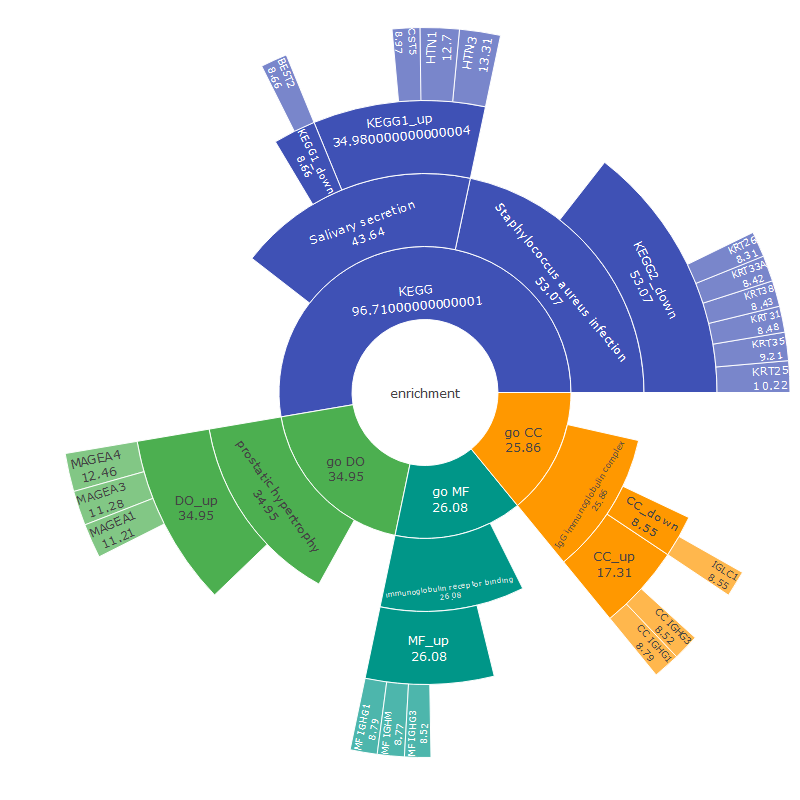 enrichment
KEGG
96.71000000000001
Salivary secretion
43.64
KEGG1_up
34.980000000000004
CST5
8.97
HTN1
12.7
HTN3
13.31
KEGG1_down
8.66
BEST2
8.66
Staphylococcus aureus infection
53.07
KEGG2_down
53.07
KRT26
8.31
KRT33A
8.42
KRT38
8.43
KRT31
8.48
KRT35
9.21
KRT25
10.22
go DO
34.95
Prostatic hypertrophy
34.95
DO_up
34.95
MAGEA4
12.46
MAGEA3
11.28
MAGEA1
11.21
go MF
26.08
immunoglobulin receptor binding
26.08
MF_up
26.08
MF IGHG1
8.79
MF IGHM
8.77
MF IGHG3
8.52
go CC
25.86
IgG immunoglobulin complex
25.86
CC_down
8.55
IGLC1
8.55
CC_up
17.31
CC IGHG3
8.52
CC IGHG1
8.79